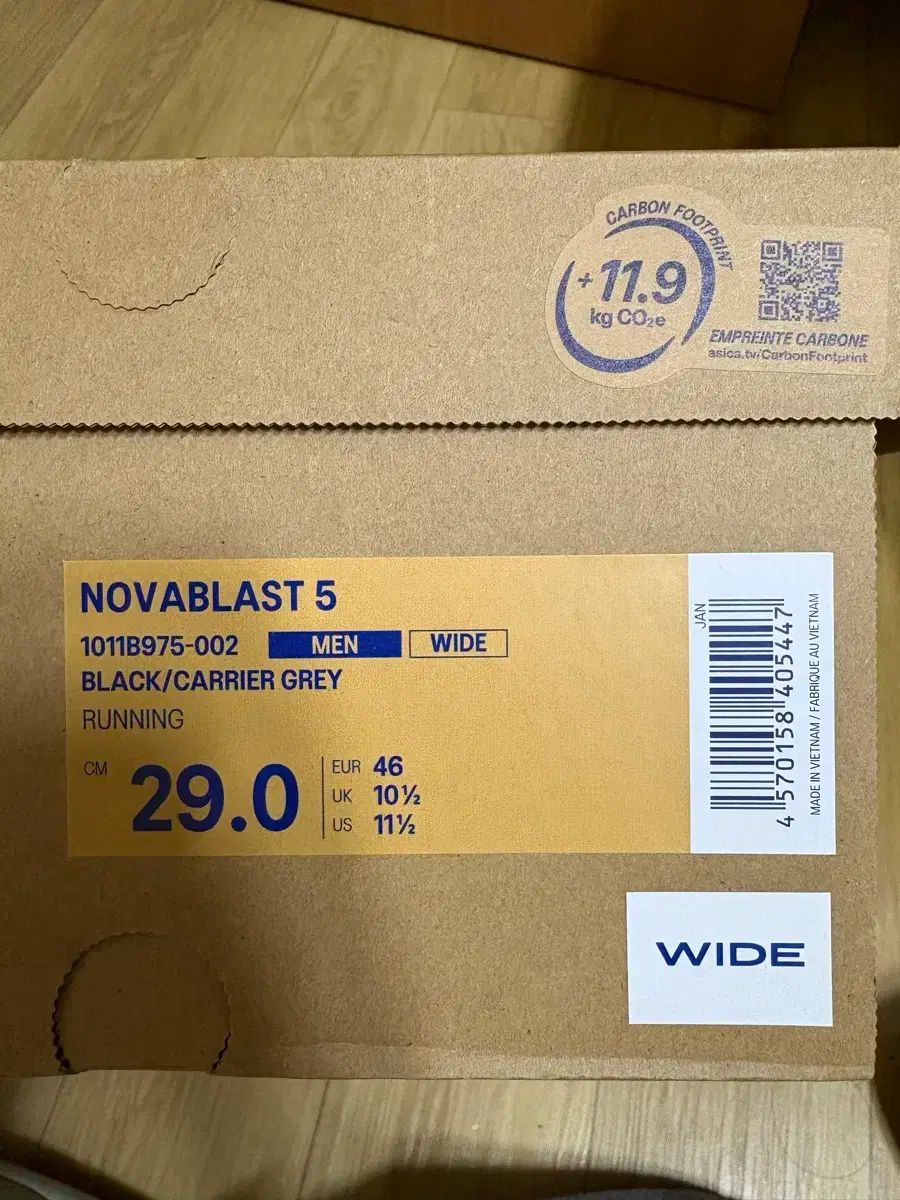 CARBON FOOTPRINT
+11.9
kg CO₂e
EMPREINTE CARBONE
asics.tv/CarbonFootprint
NOVABLAST 5
1011B975-002 MEN WIDE
BLACK/CARRIER GREY
RUNNING
CM 29.0
EUR 46
UK 10½
US 11½
JAN
4 570158 405447
MADE IN VIETNAM / FABRIQUE AU VIETNAM
WIDE